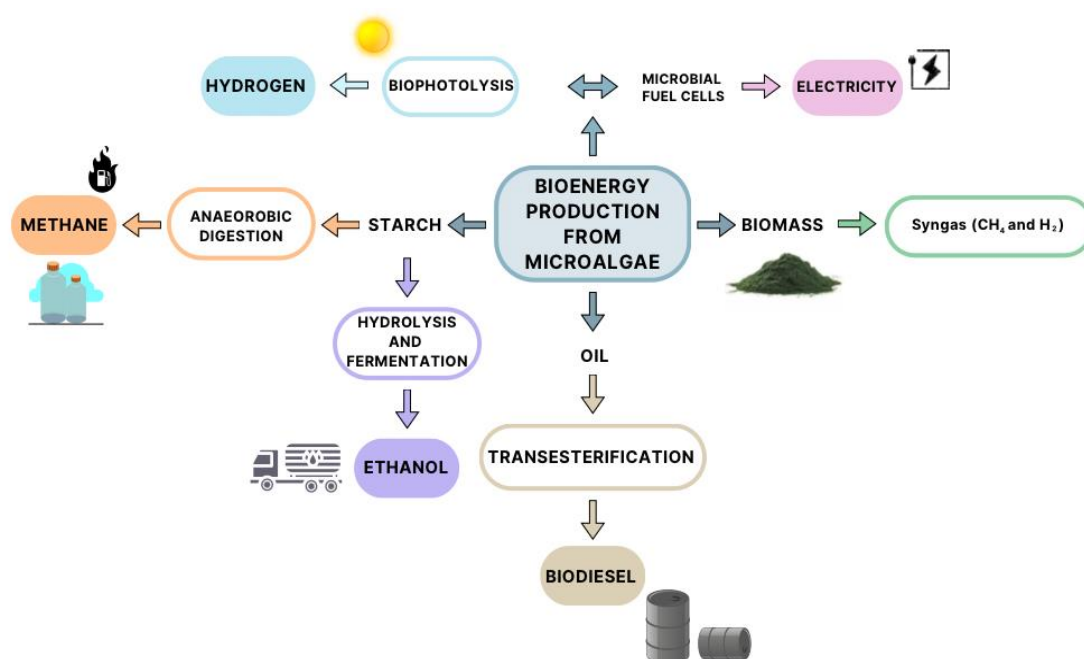 HYDROGEN
BIOPHOTOLYSIS
MICROBIAL
FUEL CELLS
ELECTRICITY
METHANE
ANAEOROBIC
DIGESTION
STARCH
BIOENERGY
PRODUCTION
FROM
MICROALGAE
BIOMASS
Syngas (CH₄ and H₂)
HYDROLYSIS
AND
FERMENTATION
OIL
ETHANOL
TRANSESTERIFICATION
BIODIESEL